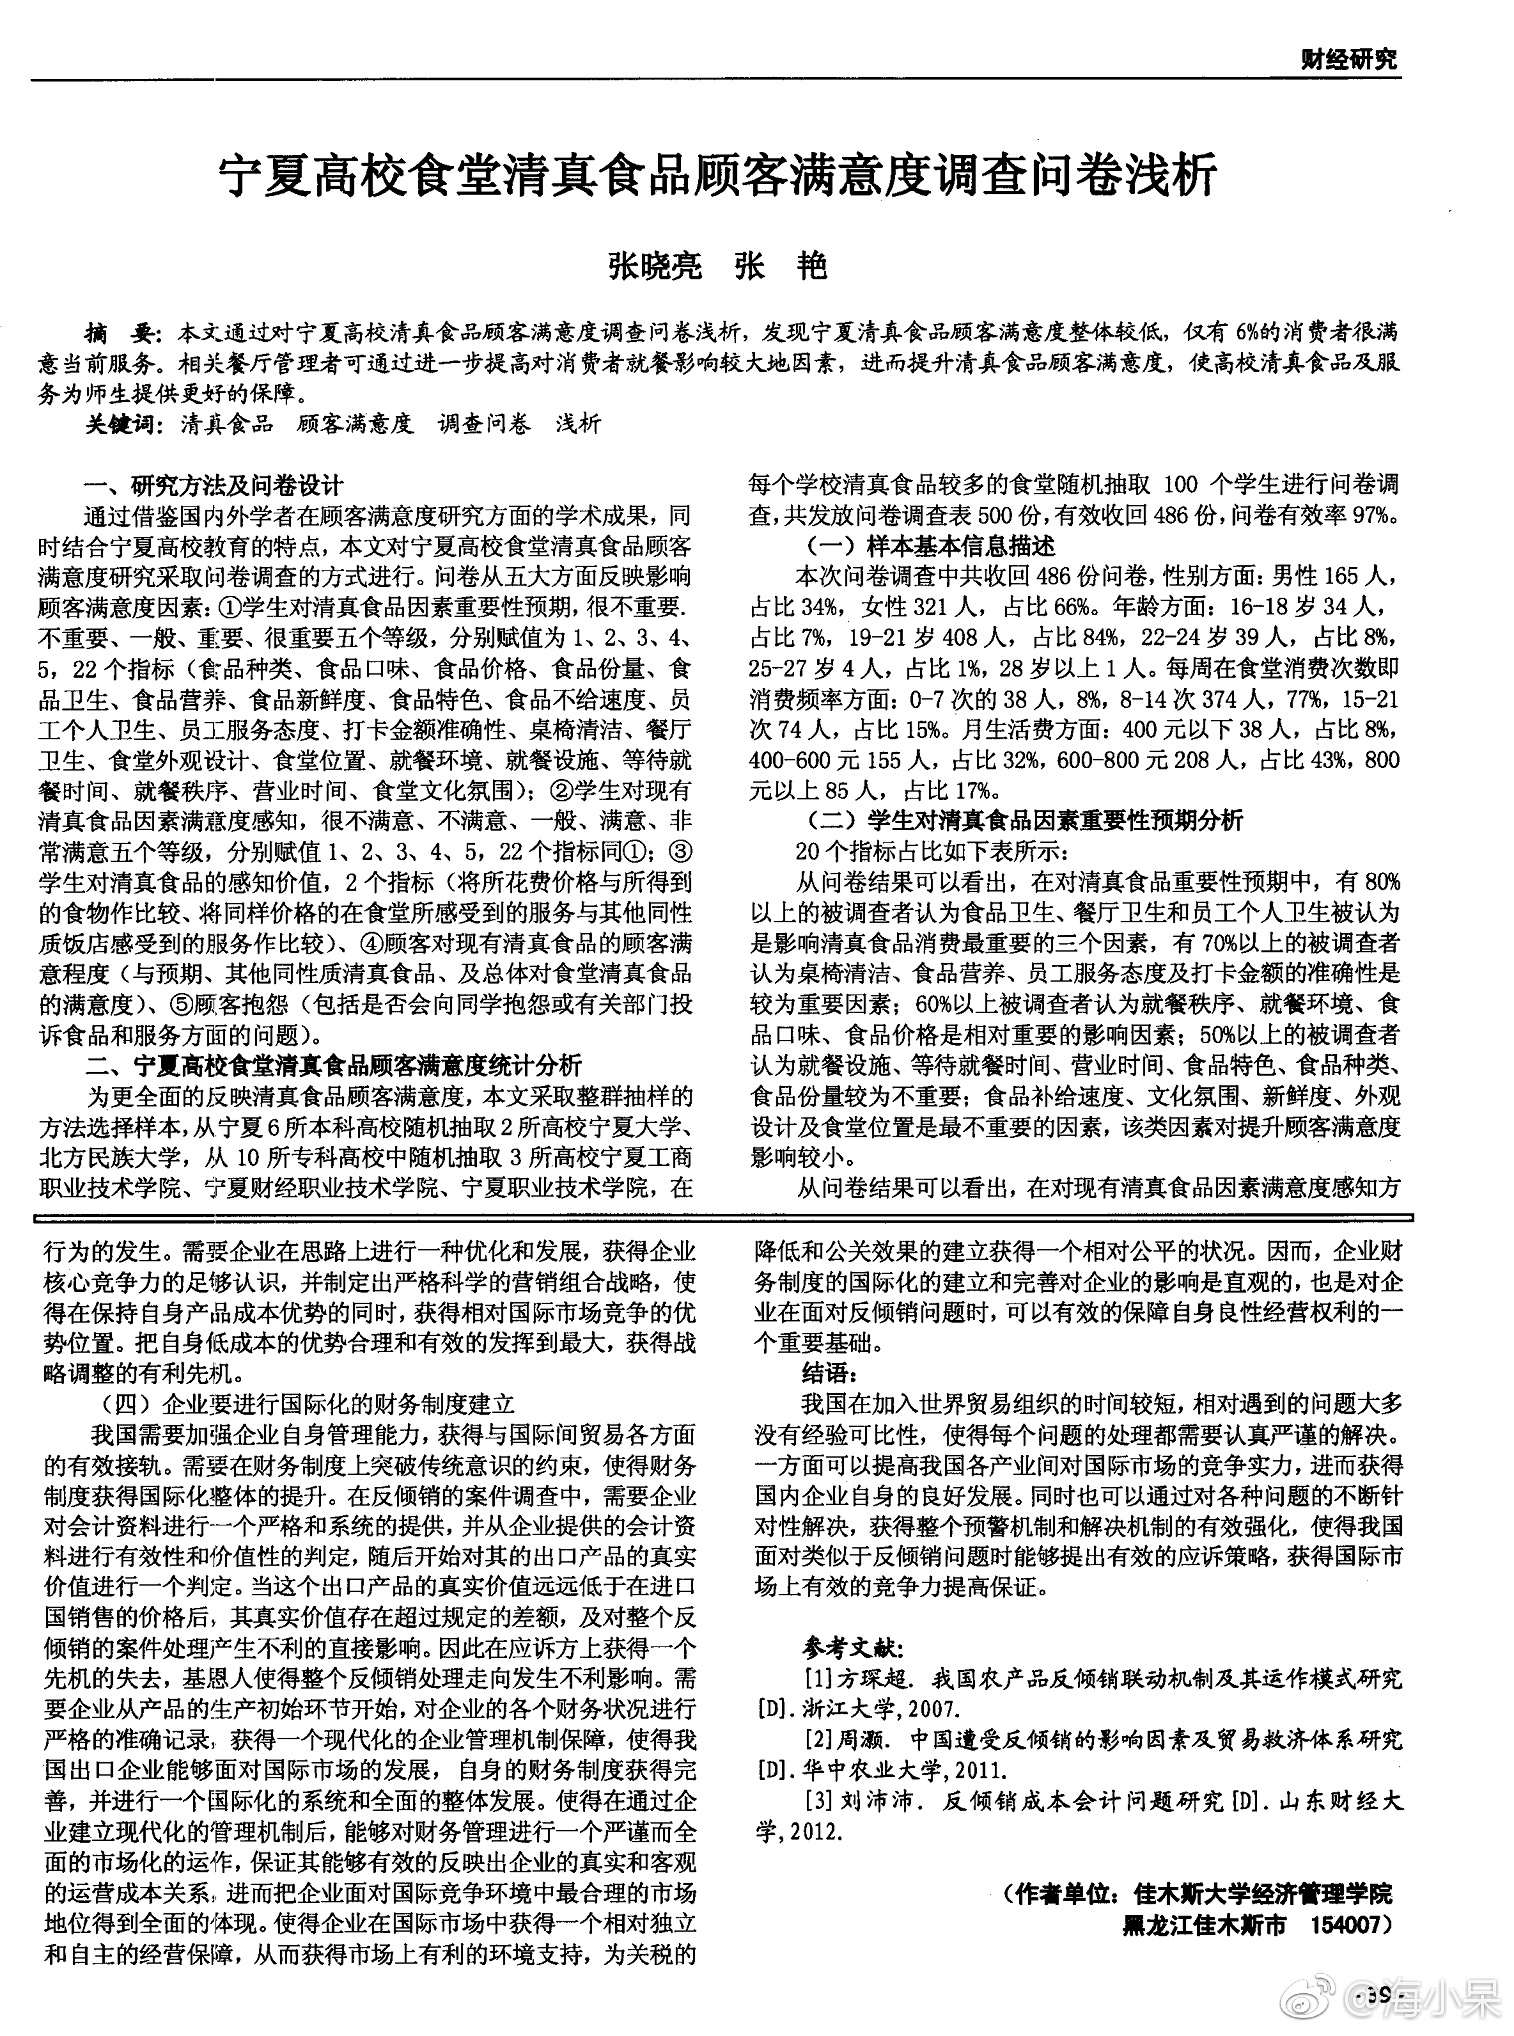 财经研究
宁夏高校食堂清真食品顾客满意度调查问卷浅析
张晓亮　张　艳
摘　要：本文通过对宁夏高校清真食品顾客满意度调查问卷浅析，发现宁夏清真食品顾客满意度整体较低，仅有 6%的消费者很满
意当前服务。相关餐厅管理者可通过进一步提高对消费者就餐影响较大地因素，进而提升清真食品顾客满意度，使高校清真食品及服
务为师生提供更好的保障。
关键词：清真食品　顾客满意度　调查问卷　浅析
一、研究方法及问卷设计
通过借鉴国内外学者在顾客满意度研究方面的学术成果，同
时结合宁夏高校教育的特点，本文对宁夏高校食堂清真食品顾客
满意度研究采取问卷调查的方式进行。问卷从五大方面反映影响
顾客满意度因素：①学生对清真食品因素重要性预期，很不重要.
不重要、一般、重要、很重要五个等级，分别赋值为 1、2、3、4、
5，22 个指标（食品种类、食品口味、食品价格、食品份量、食
品卫生、食品营养、食品新鲜度、食品特色、食品不给速度、员
工个人卫生、员工服务态度、打卡金额准确性、桌椅清洁、餐厅
卫生、食堂外观设计、食堂位置、就餐环境、就餐设施、等待就
餐时间、就餐秩序、营业时间、食堂文化氛围）；②学生对现有
清真食品因素满意度感知，很不满意、不满意、一般、满意、非
常满意五个等级，分别赋值 1、2、3、4、5，22 个指标同①；③
学生对清真食品的感知价值，2 个指标（将所花费价格与所得到
的食物作比较、将同样价格的在食堂所感受到的服务与其他同性
质饭店感受到的服务作比较）、④顾客对现有清真食品的顾客满
意程度（与预期、其他同性质清真食品、及总体对食堂清真食品
的满意度）、⑤顾客抱怨（包括是否会向同学抱怨或有关部门投
诉食品和服务方面的问题）。
二、宁夏高校食堂清真食品顾客满意度统计分析
为更全面的反映清真食品顾客满意度，本文采取整群抽样的
方法选择样本，从宁夏 6 所本科高校随机抽取 2 所高校宁夏大学、
北方民族大学，从 10 所专科高校中随机抽取 3 所高校宁夏工商
职业技术学院、宁夏财经职业技术学院、宁夏职业技术学院，在
每个学校清真食品较多的食堂随机抽取 100 个学生进行问卷调
查，共发放问卷调查表 500 份，有效收回 486 份，问卷有效率 97%。
（一）样本基本信息描述
本次问卷调查中共收回 486 份问卷，性别方面：男性 165 人，
占比 34%，女性 321 人，占比 66%。年龄方面：16-18 岁 34 人，
占比 7%，19-21 岁 408 人，占比 84%，22-24 岁 39 人，占比 8%，
25-27 岁 4 人，占比 1%，28 岁以上 1 人。每周在食堂消费次数即
消费频率方面：0-7 次的 38 人，8%，8-14 次 374 人，77%，15-21
次 74 人，占比 15%。月生活费方面：400 元以下 38 人，占比 8%，
400-600 元 155 人，占比 32%，600-800 元 208 人，占比 43%，800
元以上 85 人，占比 17%。
（二）学生对清真食品因素重要性预期分析
20 个指标占比如下表所示：
从问卷结果可以看出，在对清真食品重要性预期中，有 80%
以上的被调查者认为食品卫生、餐厅卫生和员工个人卫生被认为
是影响清真食品消费最重要的三个因素，有 70%以上的被调查者
认为桌椅清洁、食品营养、员工服务态度及打卡金额的准确性是
较为重要因素；60%以上被调查者认为就餐秩序、就餐环境、食
品口味、食品价格是相对重要的影响因素；50%以上的被调查者
认为就餐设施、等待就餐时间、营业时间、食品特色、食品种类、
食品份量较为不重要；食品补给速度、文化氛围、新鲜度、外观
设计及食堂位置是最不重要的因素，该类因素对提升顾客满意度
影响较小。
从问卷结果可以看出，在对现有清真食品因素满意度感知方
行为的发生。需要企业在思路上进行一种优化和发展，获得企业
核心竞争力的足够认识，并制定出严格科学的营销组合战略，使
得在保持自身产品成本优势的同时，获得相对国际市场竞争的优
势位置。把自身低成本的优势合理和有效的发挥到最大，获得战
略调整的有利先机。
（四）企业要进行国际化的财务制度建立
我国需要加强企业自身管理能力，获得与国际间贸易各方面
的有效接轨。需要在财务制度上突破传统意识的约束，使得财务
制度获得国际化整体的提升。在反倾销的案件调查中，需要企业
对会计资料进行一个严格和系统的提供，并从企业提供的会计资
料进行有效性和价值性的判定，随后开始对其的出口产品的真实
价值进行一个判定。当这个出口产品的真实价值远远低于在进口
国销售的价格后，其真实价值存在超过规定的差额，及对整个反
倾销的案件处理产生不利的直接影响。因此在应诉方上获得一个
先机的失去，基恩人使得整个反倾销处理走向发生不利影响。需
要企业从产品的生产初始环节开始，对企业的各个财务状况进行
严格的准确记录，获得一个现代化的企业管理机制保障，使得我
国出口企业能够面对国际市场的发展，自身的财务制度获得完
善，并进行一个国际化的系统和全面的整体发展。使得在通过企
业建立现代化的管理机制后，能够对财务管理进行一个严谨而全
面的市场化的运作，保证其能够有效的反映出企业的真实和客观
的运营成本关系，进而把企业面对国际竞争环境中最合理的市场
地位得到全面的体现。使得企业在国际市场中获得一个相对独立
和自主的经营保障，从而获得市场上有利的环境支持，为关税的
降低和公关效果的建立获得一个相对公平的状况。因而，企业财
务制度的国际化的建立和完善对企业的影响是直观的，也是对企
业在面对反倾销问题时，可以有效的保障自身良性经营权利的一
个重要基础。
结语：
我国在加入世界贸易组织的时间较短，相对遇到的问题大多
没有经验可比性，使得每个问题的处理都需要认真严谨的解决。
一方面可以提高我国各产业间对国际市场的竞争实力，进而获得
国内企业自身的良好发展。同时也可以通过对各种问题的不断针
对性解决，获得整个预警机制和解决机制的有效强化，使得我国
面对类似于反倾销问题时能够提出有效的应诉策略，获得国际市
场上有效的竞争力提高保证。
参考文献：
[1]方琛超. 我国农产品反倾销联动机制及其运作模式研究
[D].浙江大学,2007.
[2]周灏. 中国遭受反倾销的影响因素及贸易救济体系研究
[D].华中农业大学,2011.
[3]刘沛沛. 反倾销成本会计问题研究[D].山东财经大
学,2012.
（作者单位：佳木斯大学经济管理学院
黑龙江佳木斯市　154007）
·39·
@海小呆